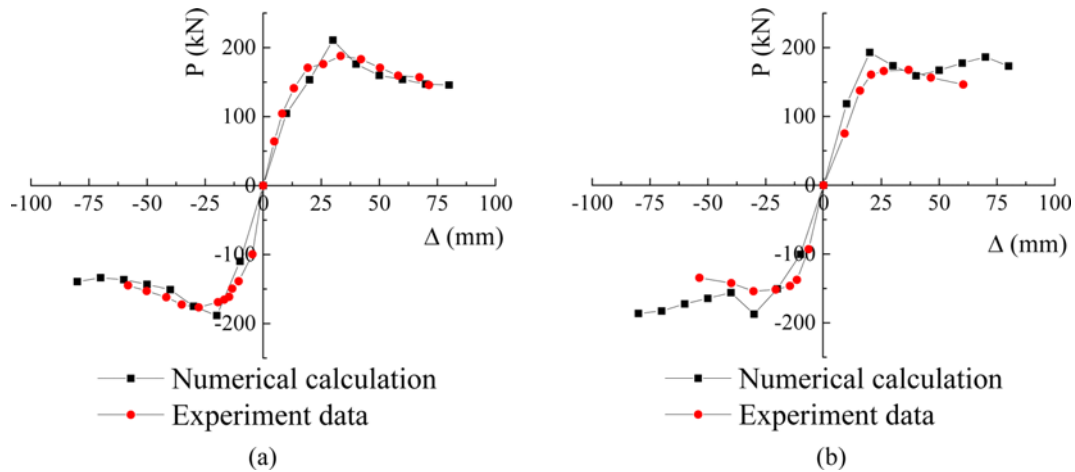 P (kN)
200
100
0
-100 -75 -50 -25 0 25 50 75 100
Δ (mm)
-100
-200
Numerical calculation
Experiment data
(a)
P (kN)
200
100
0
-100 -75 -50 -25 0 25 50 75 100
Δ (mm)
-100
-200
Numerical calculation
Experiment data
(b)